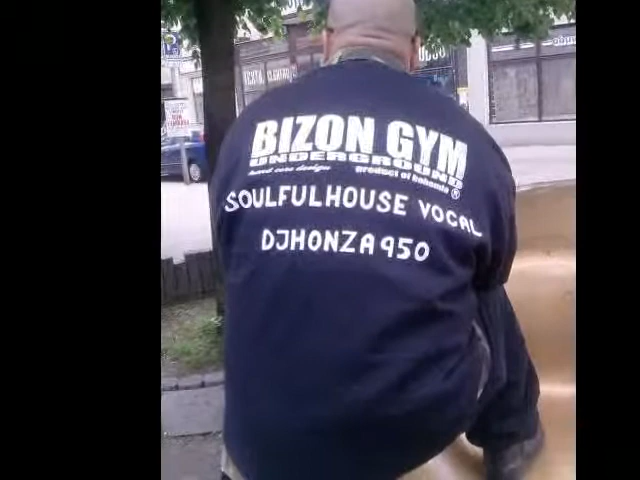 BIZON GYM
UNDERGROUND
hard core design product of bohemia ®
SOULFULHOUSE VOCAL
DJHONZA950